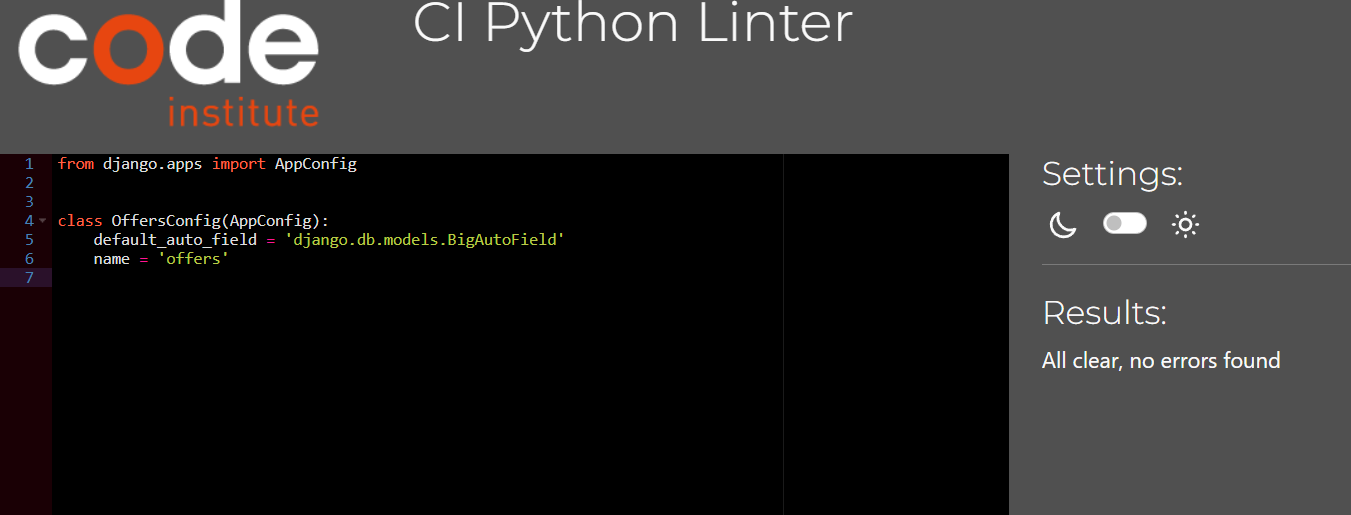 code
institute
CI Python Linter
1 from django.apps import AppConfig
2
3
4 class OffersConfig(AppConfig):
5     default_auto_field = 'django.db.models.BigAutoField'
6     name = 'offers'
7
Settings:
Results:
All clear, no errors found